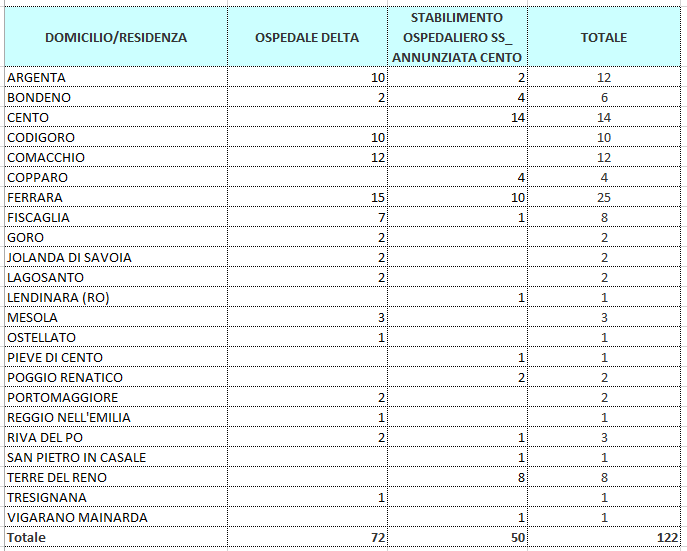 DOMICILIO/RESIDENZA OSPEDALE DELTA STABILIMENTO OSPEDALIERO SS_ ANNUNZIATA CENTO TOTALE
ARGENTA 10 2 12
BONDENO 2 4 6
CENTO 14 14
CODIGORO 10 10
COMACCHIO 12 12
COPPARO 4 4
FERRARA 15 10 25
FISCAGLIA 7 1 8
GORO 2 2
JOLANDA DI SAVOIA 2 2
LAGOSANTO 2 2
LENDINARA (RO) 1 1
MESOLA 3 3
OSTELLATO 1 1
PIEVE DI CENTO 1 1
POGGIO RENATICO 2 2
PORTOMAGGIORE 2 2
REGGIO NELL'EMILIA 1 1
RIVA DEL PO 2 1 3
SAN PIETRO IN CASALE 1 1
TERRE DEL RENO 8 8
TRESIGNANA 1 1
VIGARANO MAINARDA 1 1
Totale 72 50 122